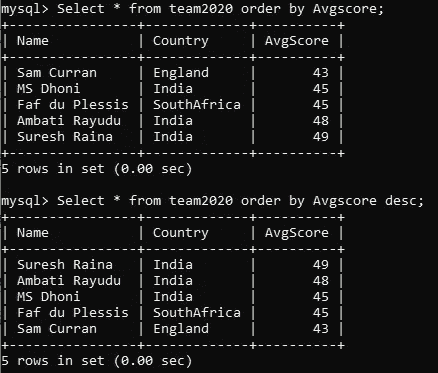 mysql> Select * from team2020 order by Avgscore;
+----------------+-------------+----------+
| Name           | Country     | AvgScore |
+----------------+-------------+----------+
| Sam Curran     | England     |       43 |
| MS Dhoni       | India       |       45 |
| Faf du Plessis | SouthAfrica |       45 |
| Ambati Rayudu  | India       |       48 |
| Suresh Raina   | India       |       49 |
+----------------+-------------+----------+
5 rows in set (0.00 sec)
mysql> Select * from team2020 order by Avgscore desc;
+----------------+-------------+----------+
| Name           | Country     | AvgScore |
+----------------+-------------+----------+
| Suresh Raina   | India       |       49 |
| Ambati Rayudu  | India       |       48 |
| MS Dhoni       | India       |       45 |
| Faf du Plessis | SouthAfrica |       45 |
| Sam Curran     | England     |       43 |
+----------------+-------------+----------+
5 rows in set (0.00 sec)